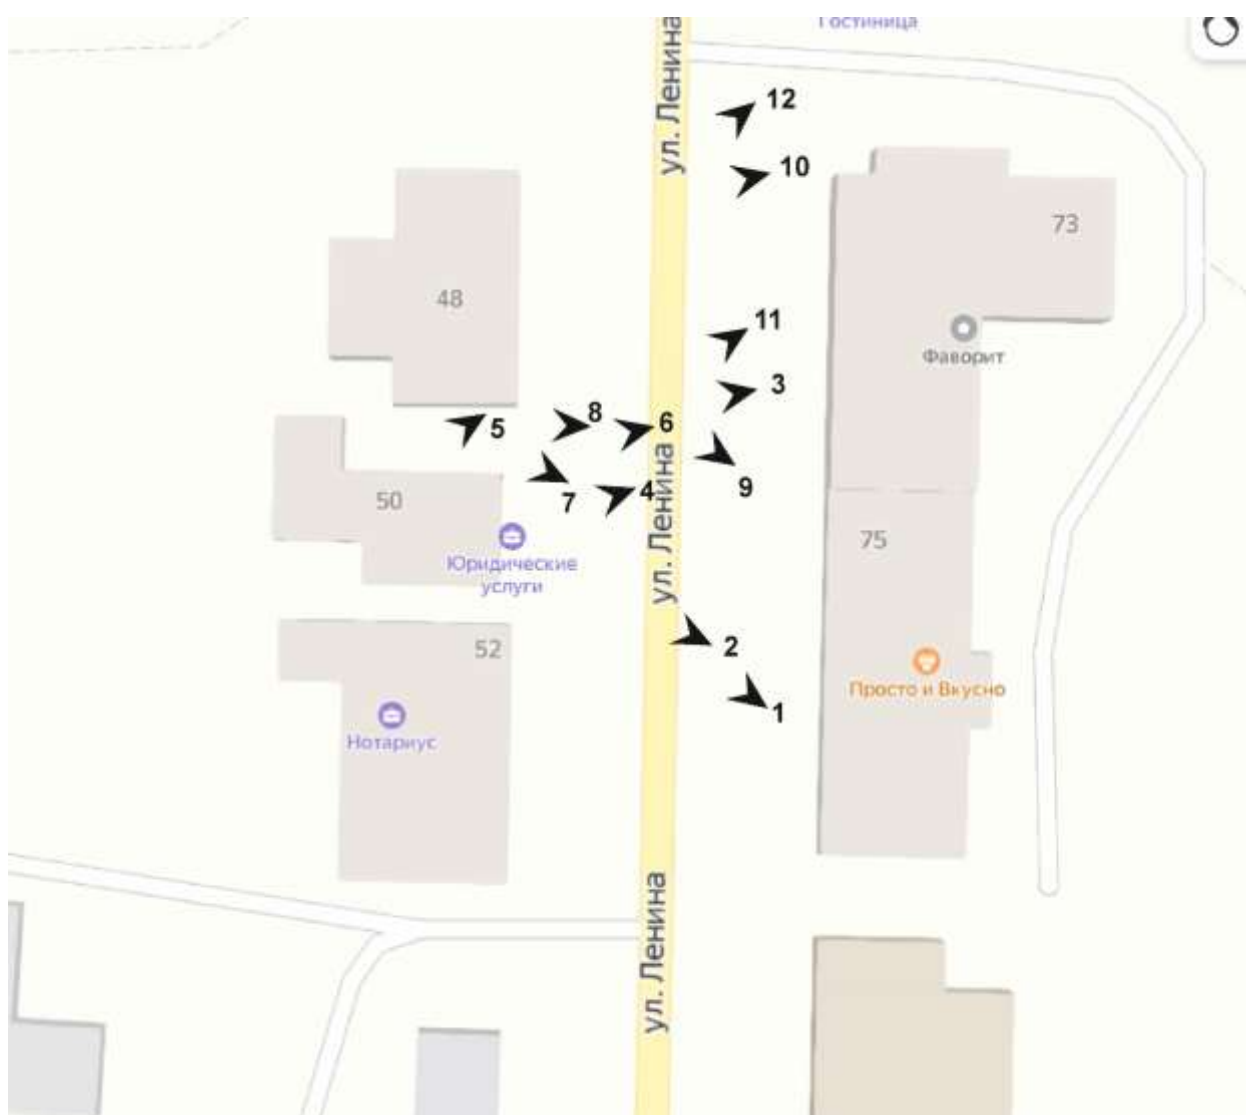 Гостиница
ул. Ленина
12
10
73
48
11
Фаворит
3
8
6
5
9
7
4
50
ул. Ленина
75
Юридические
услуги
52
2
Просто и Вкусно
1
Нотариус
ул. Ленина